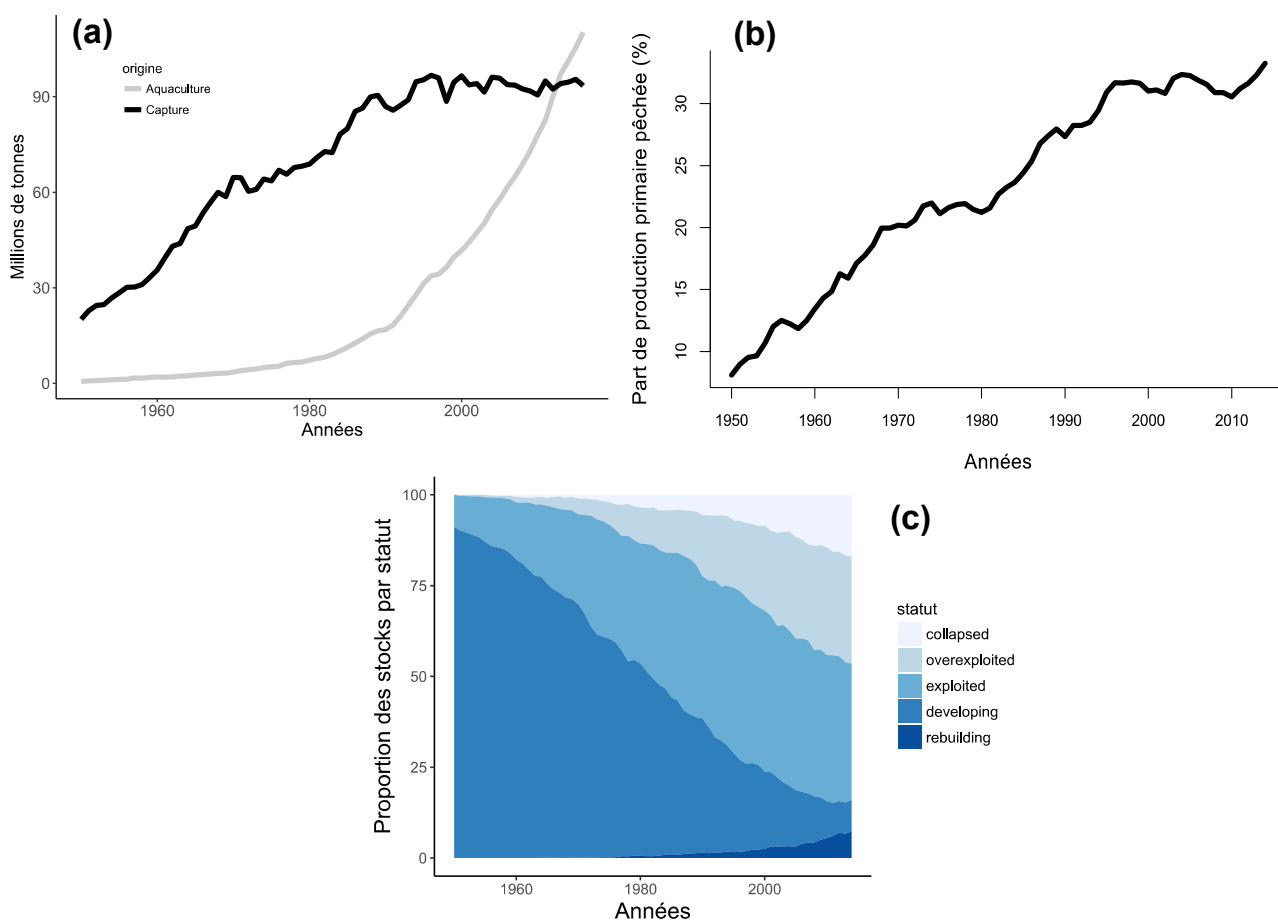 (a)
origine
Aquaculture
Capture
90
60
30
0
Millions de tonnes
1960
1980
2000
Années
(b)
Part de production primaire pêchée (%)
30
25
20
15
10
1950
1960
1970
1980
1990
2000
2010
Années
(c)
100
75
50
25
0
Proportion des stocks par statut
1960
1980
2000
Années
statut
collapsed
overexploited
exploited
developing
rebuilding